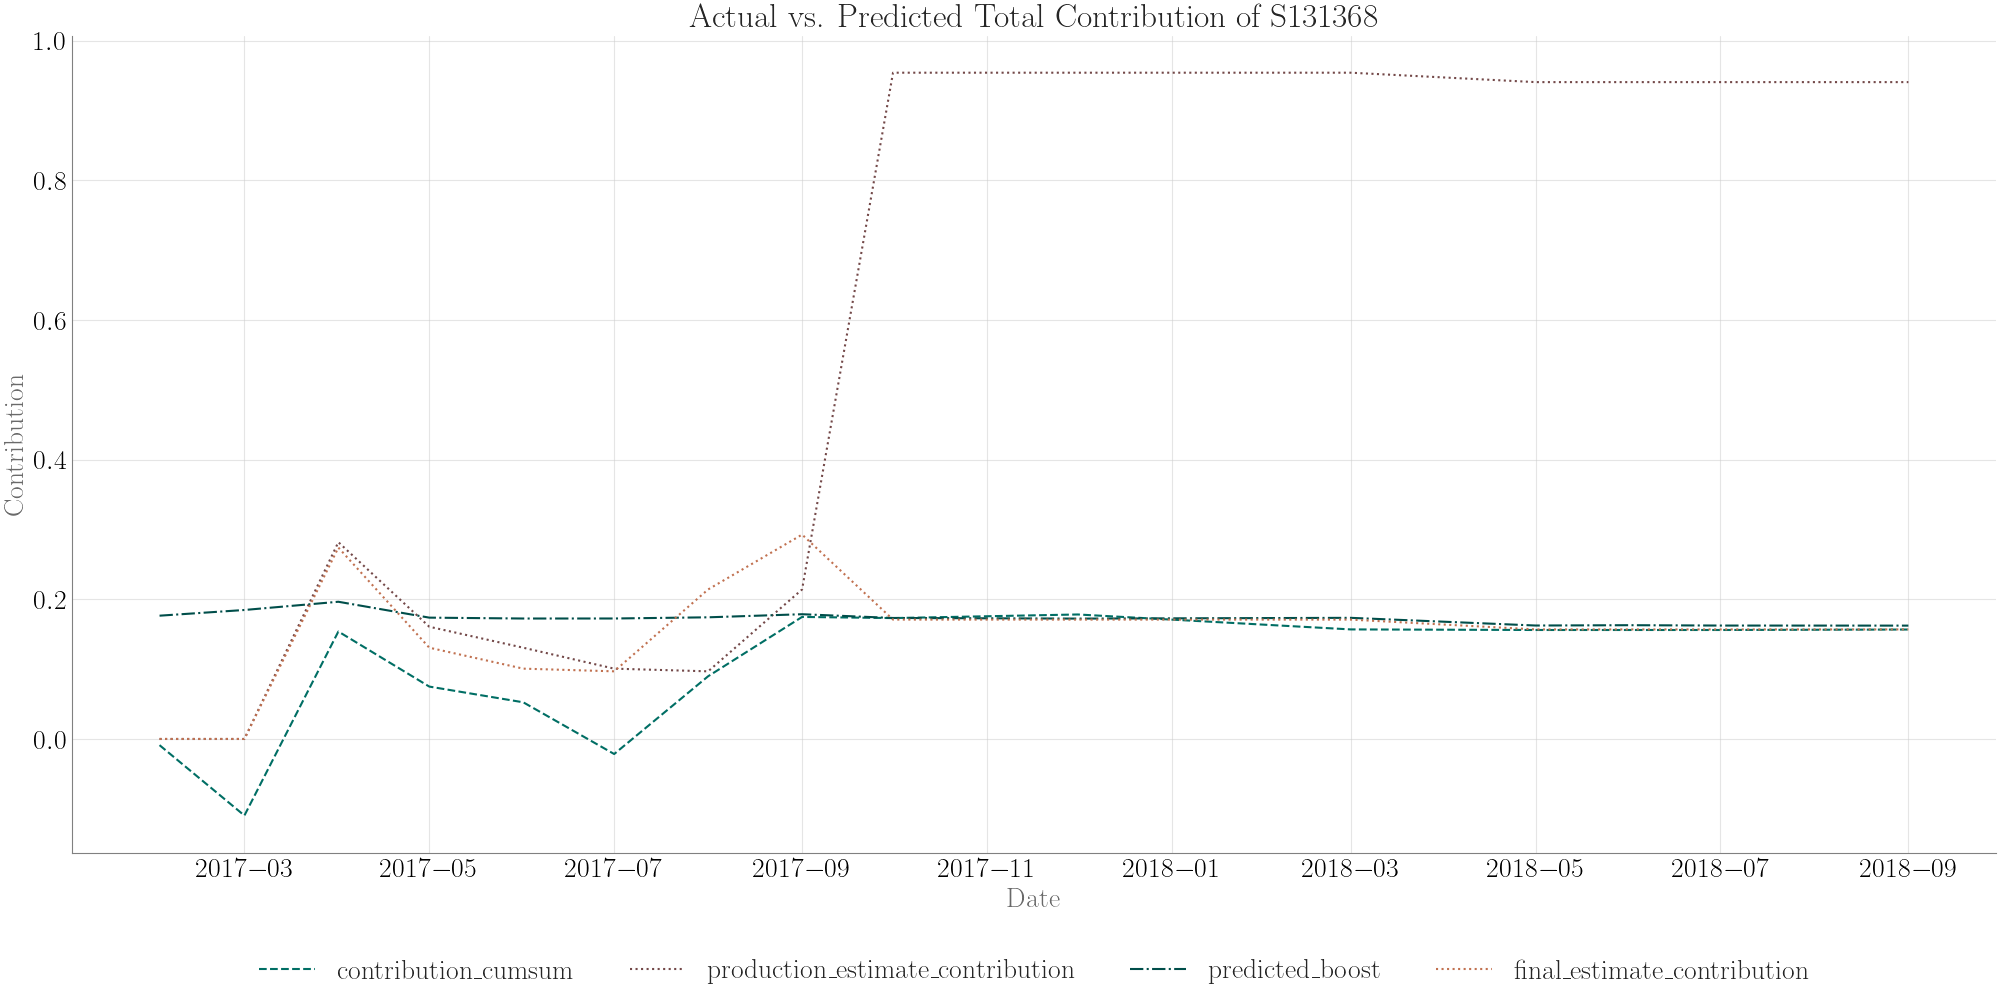 Actual vs. Predicted Total Contribution of S131368
1.0
0.8
0.6
0.4
0.2
0.0
Contribution
2017−03 2017−05 2017−07 2017−09 2017−11 2018−01 2018−03 2018−05 2018−07 2018−09
Date
contribution_cumsum production_estimate_contribution predicted_boost final_estimate_contribution